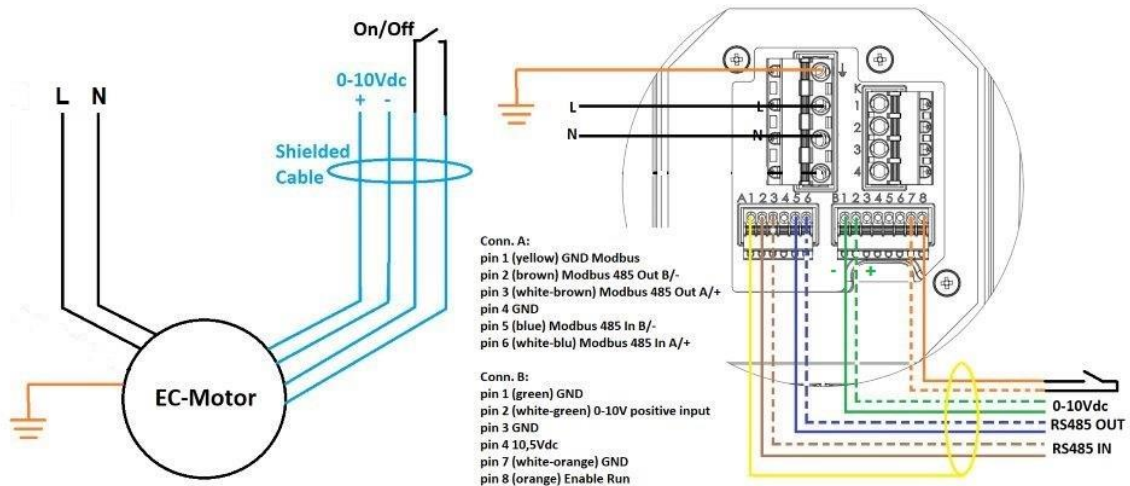 On/Off
0-10Vdc
+ -
L N
Shielded
Cable
EC-Motor
L L
N N
K
1
2
3
4
A1 2 3 4 5 6
B1 2 3 4 5 6 7 8
- +
Conn. A:
pin 1 (yellow) GND Modbus
pin 2 (brown) Modbus 485 Out B/-
pin 3 (white-brown) Modbus 485 Out A/+
pin 4 GND
pin 5 (blue) Modbus 485 In B/-
pin 6 (white-blu) Modbus 485 In A/+
Conn. B:
pin 1 (green) GND
pin 2 (white-green) 0-10V positive input
pin 3 GND
pin 4 10,5Vdc
pin 7 (white-orange) GND
pin 8 (orange) Enable Run
0-10Vdc
RS485 OUT
RS485 IN